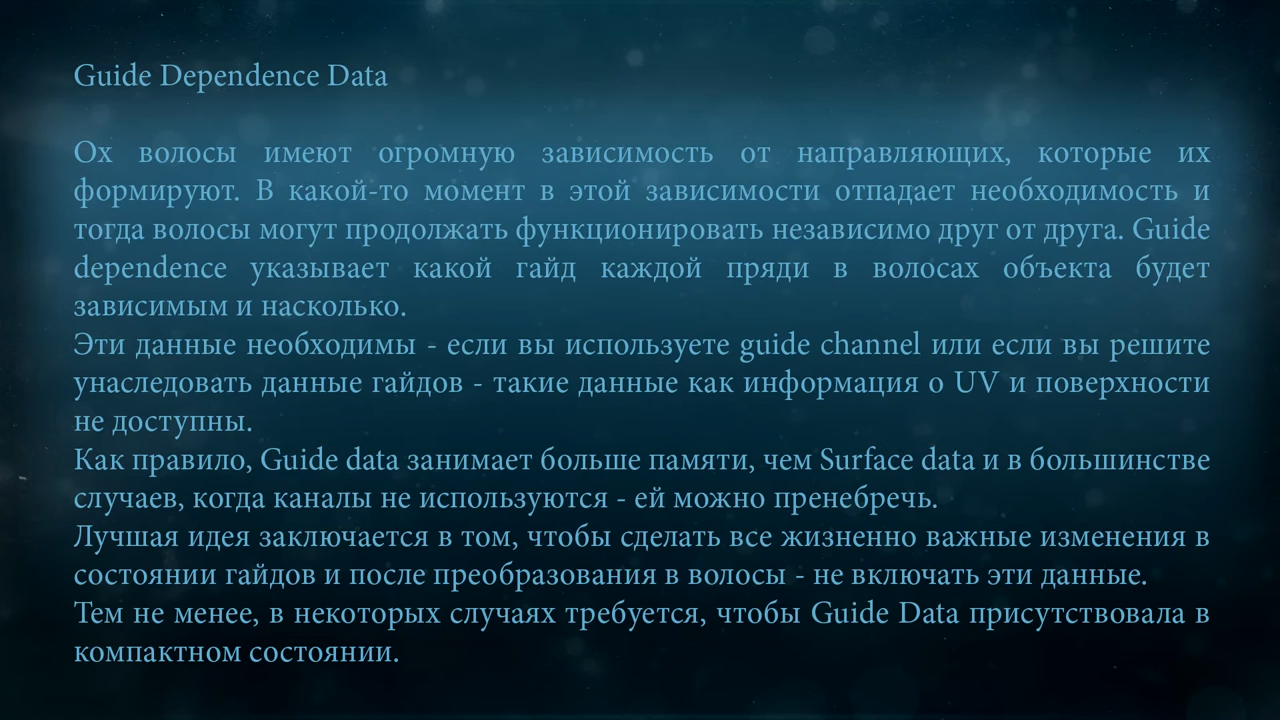 Guide Dependence Data
Ox волосы имеют огромную зависимость от направляющих, которые их
формируют. В какой-то момент в этой зависимости отпадает необходимость и
тогда волосы могут продолжать функционировать независимо друг от друга. Guide
dependence указывает какой гайд каждой пряди в волосах объекта будет
зависимым и насколько.
Эти данные необходимы - если вы используете guide channel или если вы решите
унаследовать данные гайдов - такие данные как информация о UV и поверхности
не доступны.
Как правило, Guide data занимает больше памяти, чем Surface data и в большинстве
случаев, когда каналы не используются - ей можно пренебречь.
Лучшая идея заключается в том, чтобы сделать все жизненно важные изменения в
состоянии гайдов и после преобразования в волосы - не включать эти данные.
Тем не менее, в некоторых случаях требуется, чтобы Guide Data присутствовала в
компактном состоянии.